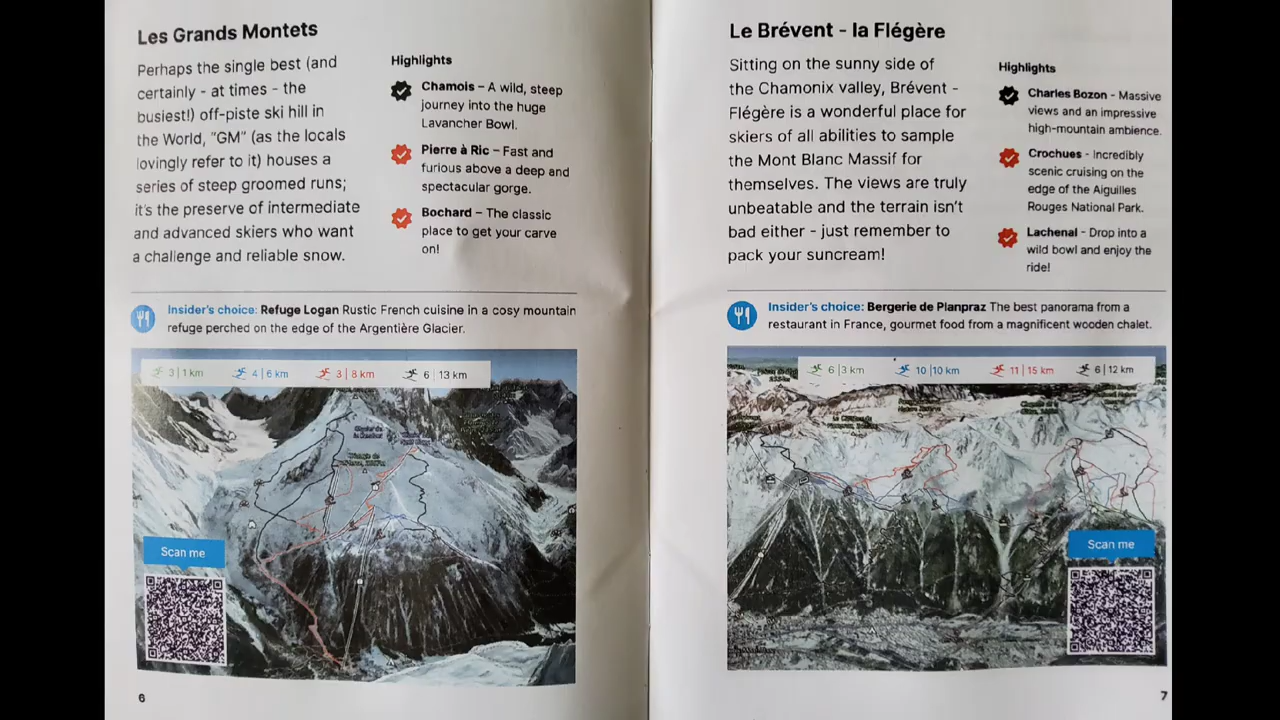 Les Grands Montets
Perhaps the single best (and
certainly - at times - the
busiest!) off-piste ski hill in
the World, "GM" (as the locals
lovingly refer to it) houses a
series of steep groomed runs;
it's the preserve of intermediate
and advanced skiers who want
a challenge and reliable snow.
Highlights
Chamois – A wild, steep
journey into the huge
Lavancher Bowl.
Pierre à Ric – Fast and
furious above a deep and
spectacular gorge.
Bochard – The classic
place to get your carve
on!
Insider's choice: Refuge Logan Rustic French cuisine in a cosy mountain
refuge perched on the edge of the Argentière Glacier.
3 | 1 km 4 | 6 km 3 | 8 km 6 | 13 km
Scan me
6
Le Brévent - la Flégère
Sitting on the sunny side of
the Chamonix valley, Brévent -
Flégère is a wonderful place for
skiers of all abilities to sample
the Mont Blanc Massif for
themselves. The views are truly
unbeatable and the terrain isn't
bad either - just remember to
pack your suncream!
Highlights
Charles Bozon - Massive
views and an impressive
high-mountain ambience.
Crochues - Incredibly
scenic cruising on the
edge of the Aiguilles
Rouges National Park.
Lachenal - Drop into a
wild bowl and enjoy the
ride!
Insider's choice: Bergerie de Planpraz The best panorama from a
restaurant in France, gourmet food from a magnificent wooden chalet.
6 | 3 km 10 | 10 km 11 | 15 km 6 | 12 km
Scan me
7